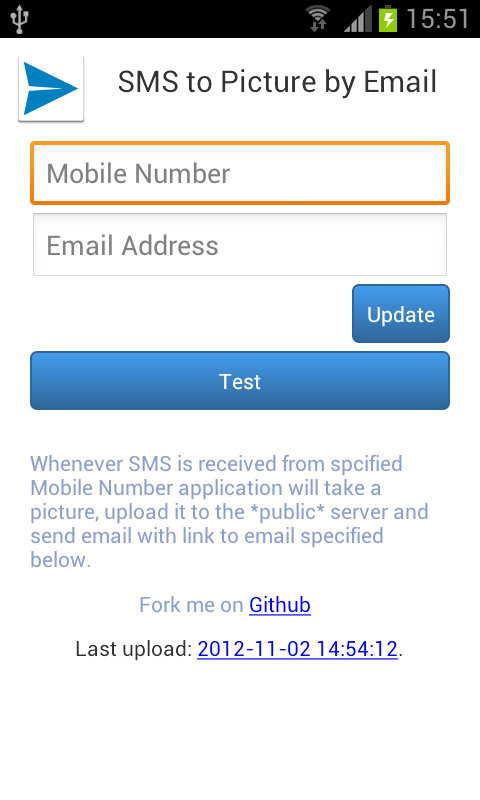 15:51
SMS to Picture by Email
Mobile Number
Email Address
Update
Test
Whenever SMS is received from spcified
Mobile Number application will take a
picture, upload it to the *public* server and
send email with link to email specified
below.
Fork me on Github
Last upload: 2012-11-02 14:54:12.